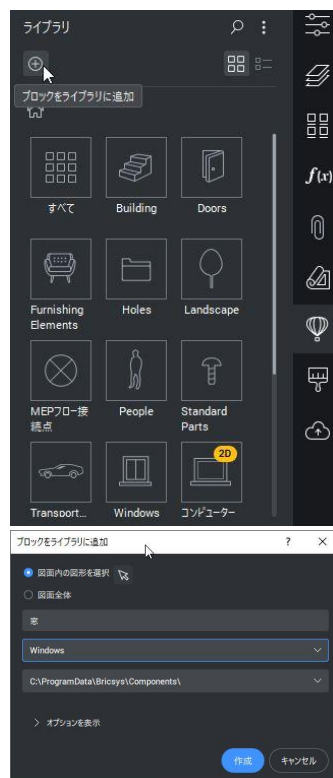 ライブラリ
ブロックをライブラリに追加
すべて
Building
Doors
Furnishing
Elements
Holes
Landscape
MEPフロー接
続点
People
Standard
Parts
2D
Transport...
Windows
コンピューター
f(x)
ブロックをライブラリに追加
?
×
図面内の図形を選択
図面全体
窓
Windows
C:\ProgramData\Bricsys\Components\
> オプションを表示
作成
キャンセル